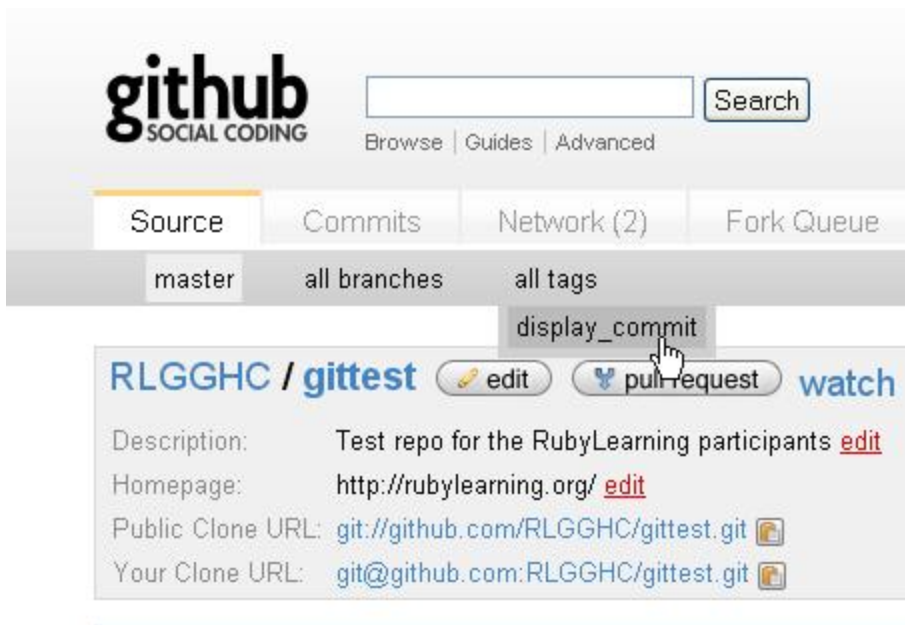 github
SOCIAL CODING
Search
Browse | Guides | Advanced
Source Commits Network (2) Fork Queue
master all branches all tags
display_commit
RLGGHC / gittest edit pull request watch
Description: Test repo for the RubyLearning participants edit
Homepage: http://rubylearning.org/ edit
Public Clone URL: git://github.com/RLGGHC/gittest.git
Your Clone URL: git@github.com:RLGGHC/gittest.git